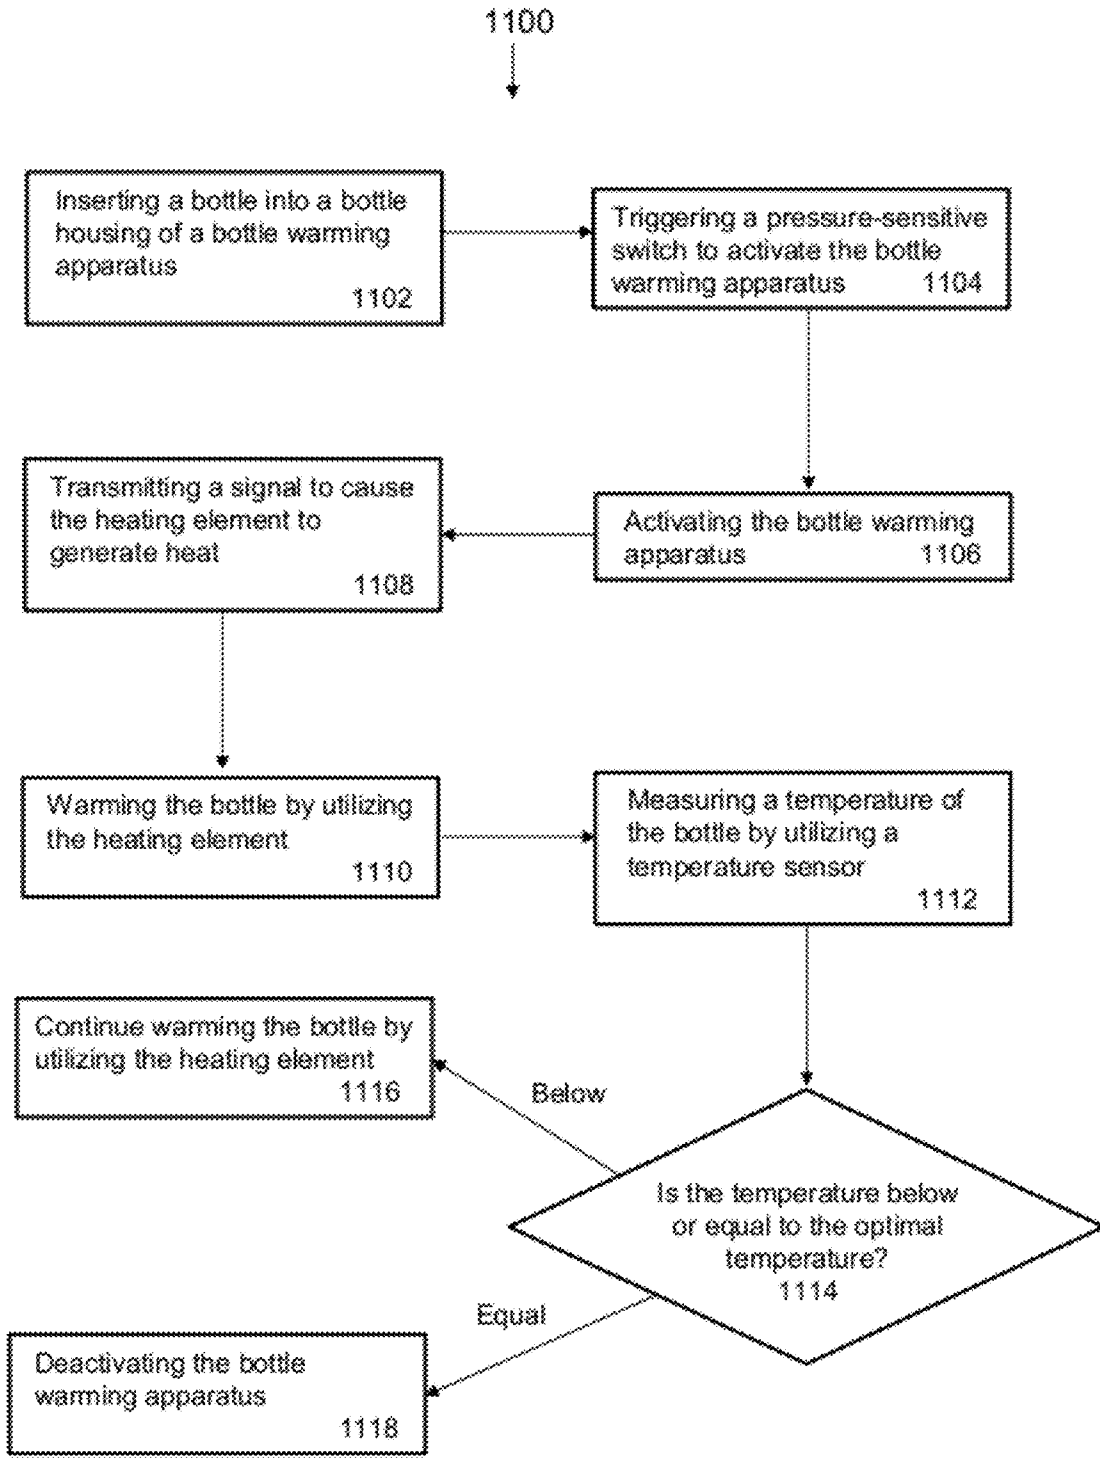 1100
Inserting a bottle into a bottle
housing of a bottle warming
apparatus
1102
Triggering a pressure-sensitive
switch to activate the bottle
warming apparatus 1104
Activating the bottle warming
apparatus 1106
Transmitting a signal to cause
the heating element to
generate heat
1108
Warming the bottle by utilizing
the heating element
1110
Measuring a temperature of
the bottle by utilizing a
temperature sensor
1112
Is the temperature below
or equal to the optimal
temperature?
1114
Below
Continue warming the bottle by
utilizing the heating element
1116
Equal
Deactivating the bottle
warming apparatus
1118